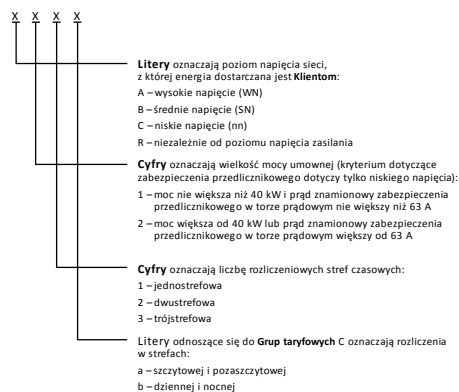 X X X X
Litery oznaczają poziom napięcia sieci,
z której energia dostarczana jest Klientom:
A – wysokie napięcie (WN)
B – średnie napięcie (SN)
C – niskie napięcie (nn)
R – niezależnie od poziomu napięcia zasilania
Cyfry oznaczają wielkość mocy umownej (kryterium dotyczące
zabezpieczenia przedlicznikowego dotyczy tylko niskiego napięcia):
1 – moc nie większa niż 40 kW i prąd znamionowy zabezpieczenia
przedlicznikowego w torze prądowym nie większy niż 63 A
2 – moc większa od 40 kW lub prąd znamionowy zabezpieczenia
przedlicznikowego w torze prądowym większy od 63 A
Cyfry oznaczają liczbę rozliczeniowych stref czasowych:
1 – jednostrefowa
2 – dwustrefowa
3 – trójstrefowa
Litery odnoszące się do Grup taryfowych C oznaczają rozliczenia
w strefach:
a – szczytowej i pozaszczytowej
b – dziennej i nocnej